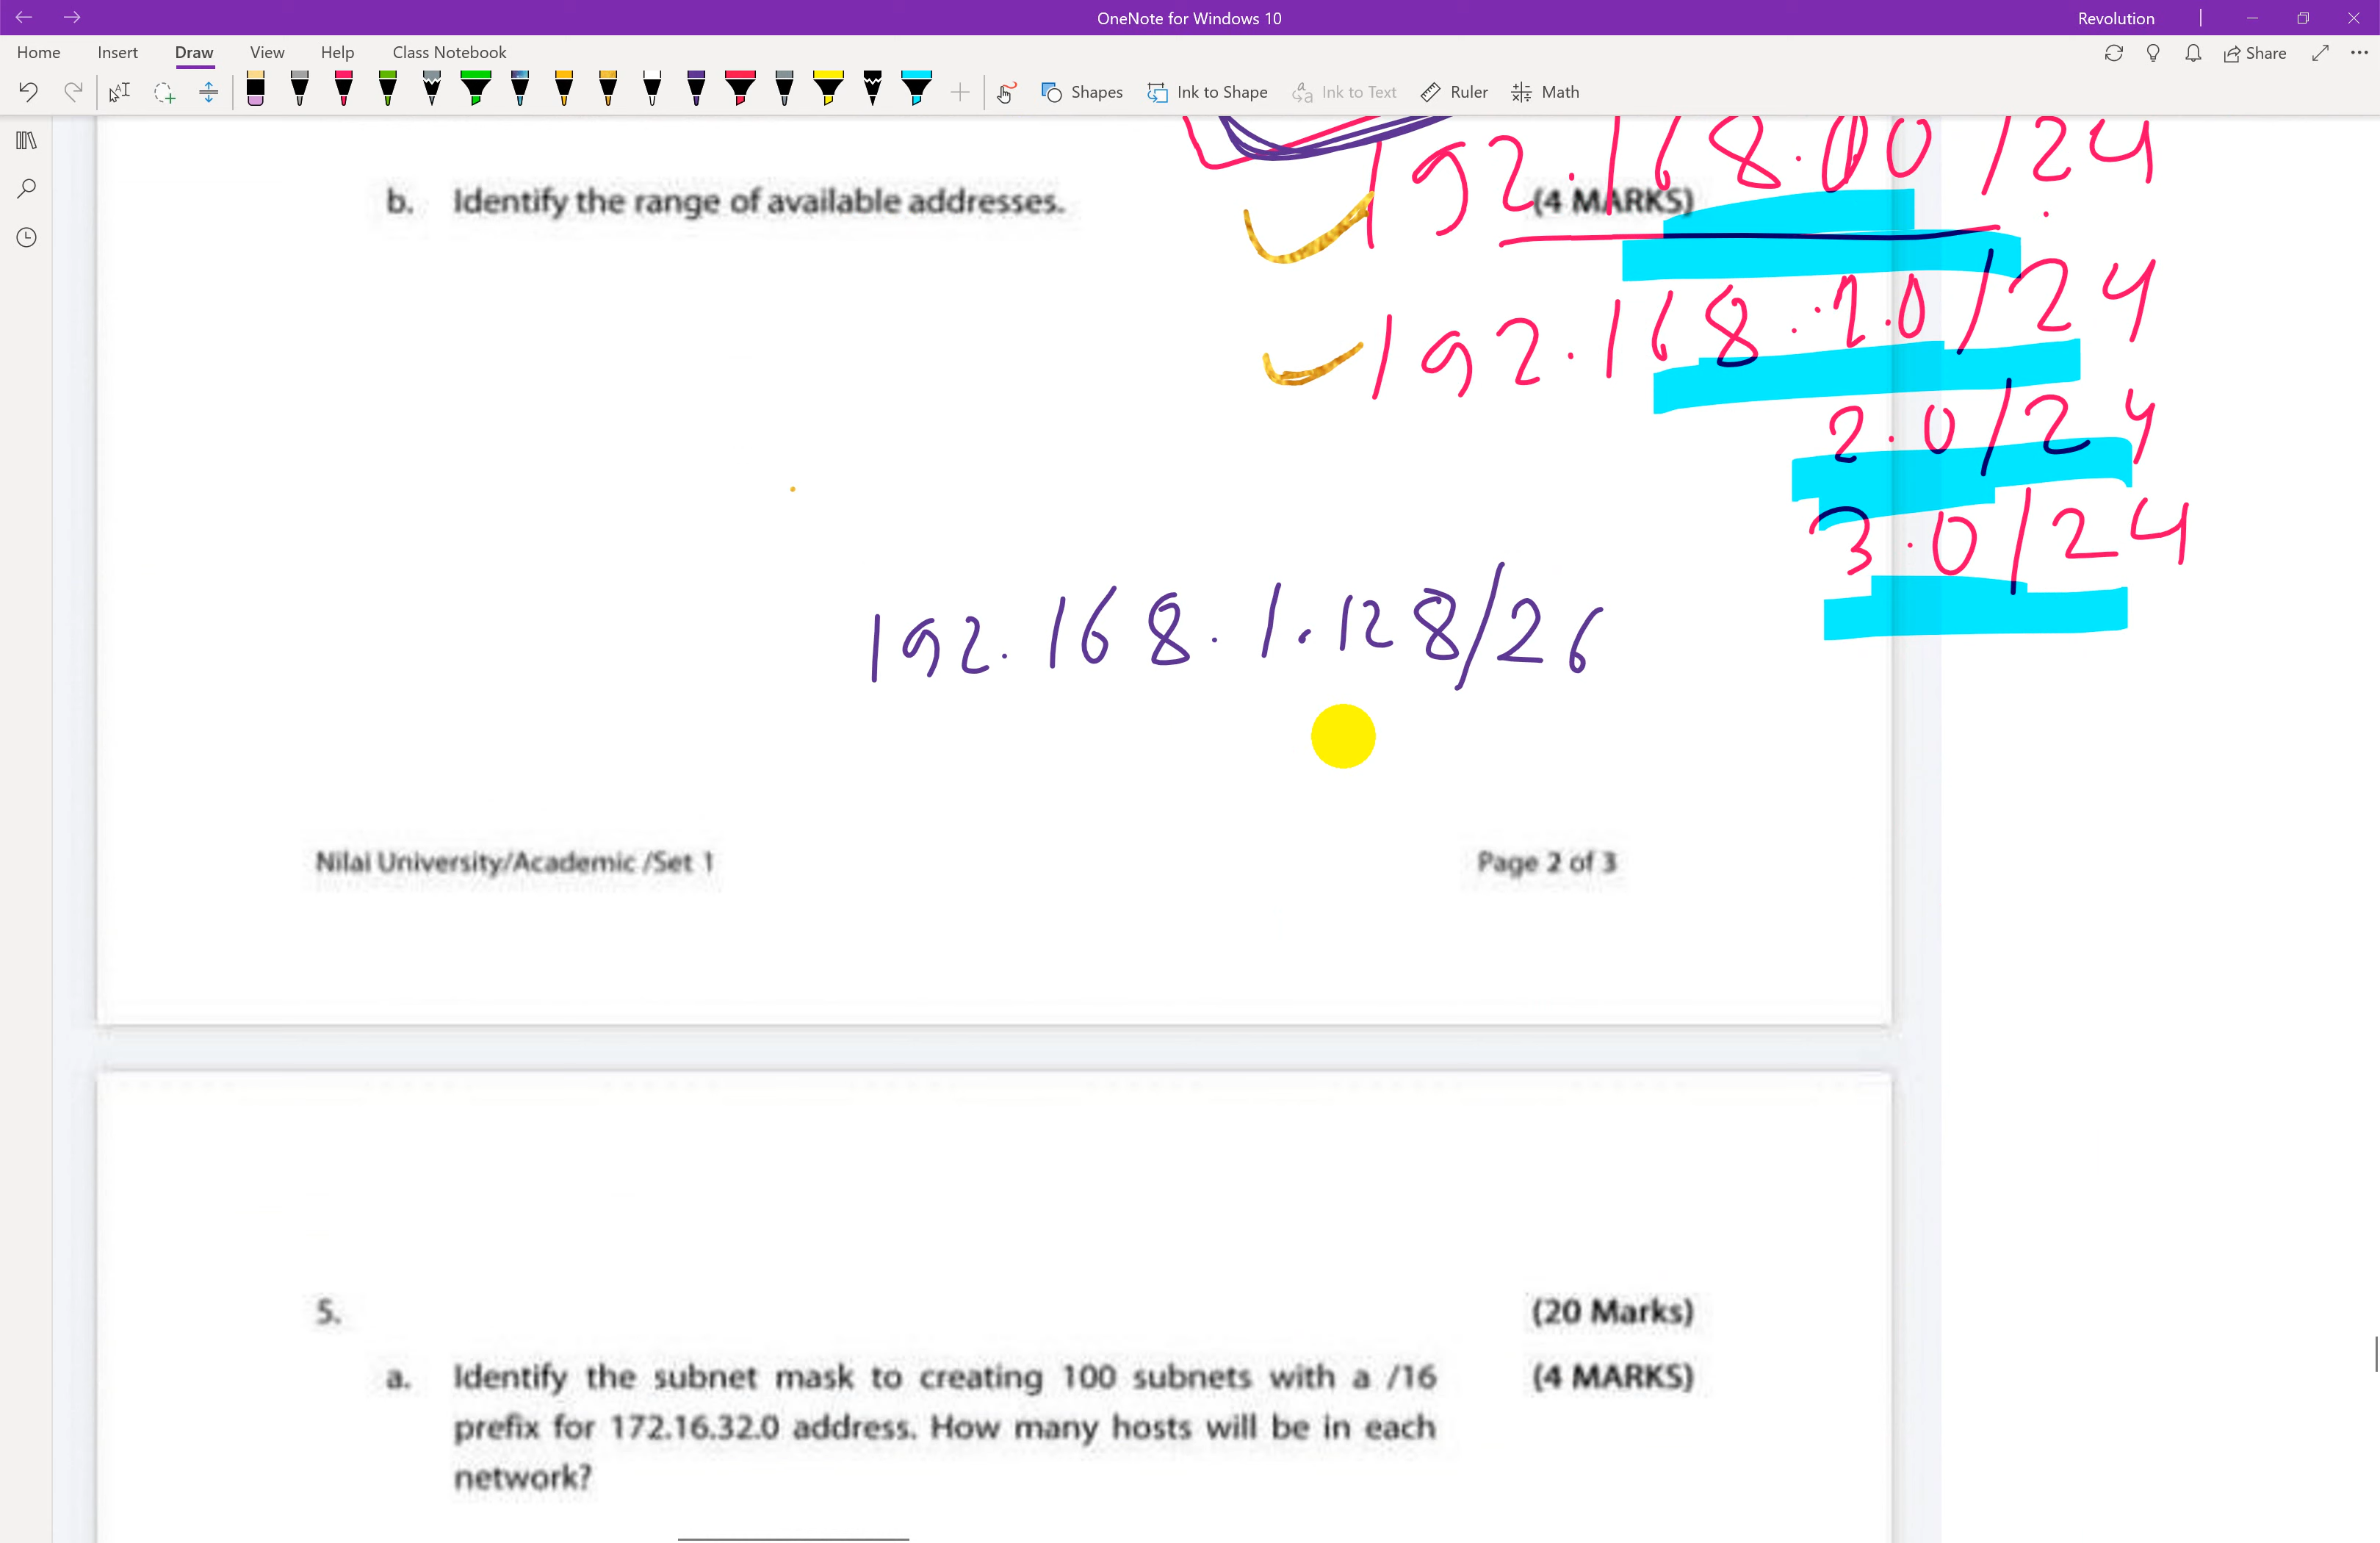 OneNote for Windows 10
Revolution
Home Insert Draw View Help Class Notebook
Share
Shapes Ink to Shape Ink to Text Ruler Math
192.168.00/24
b. Identify the range of available addresses. (4 MARKS)
192.168.1.0/24
2.0/24
3.0/24
192.168.1.128/26
Nilai University/Academic /Set 1 Page 2 of 3
5. (20 Marks)
a. Identify the subnet mask to creating 100 subnets with a /16 (4 MARKS)
prefix for 172.16.32.0 address. How many hosts will be in each
network?